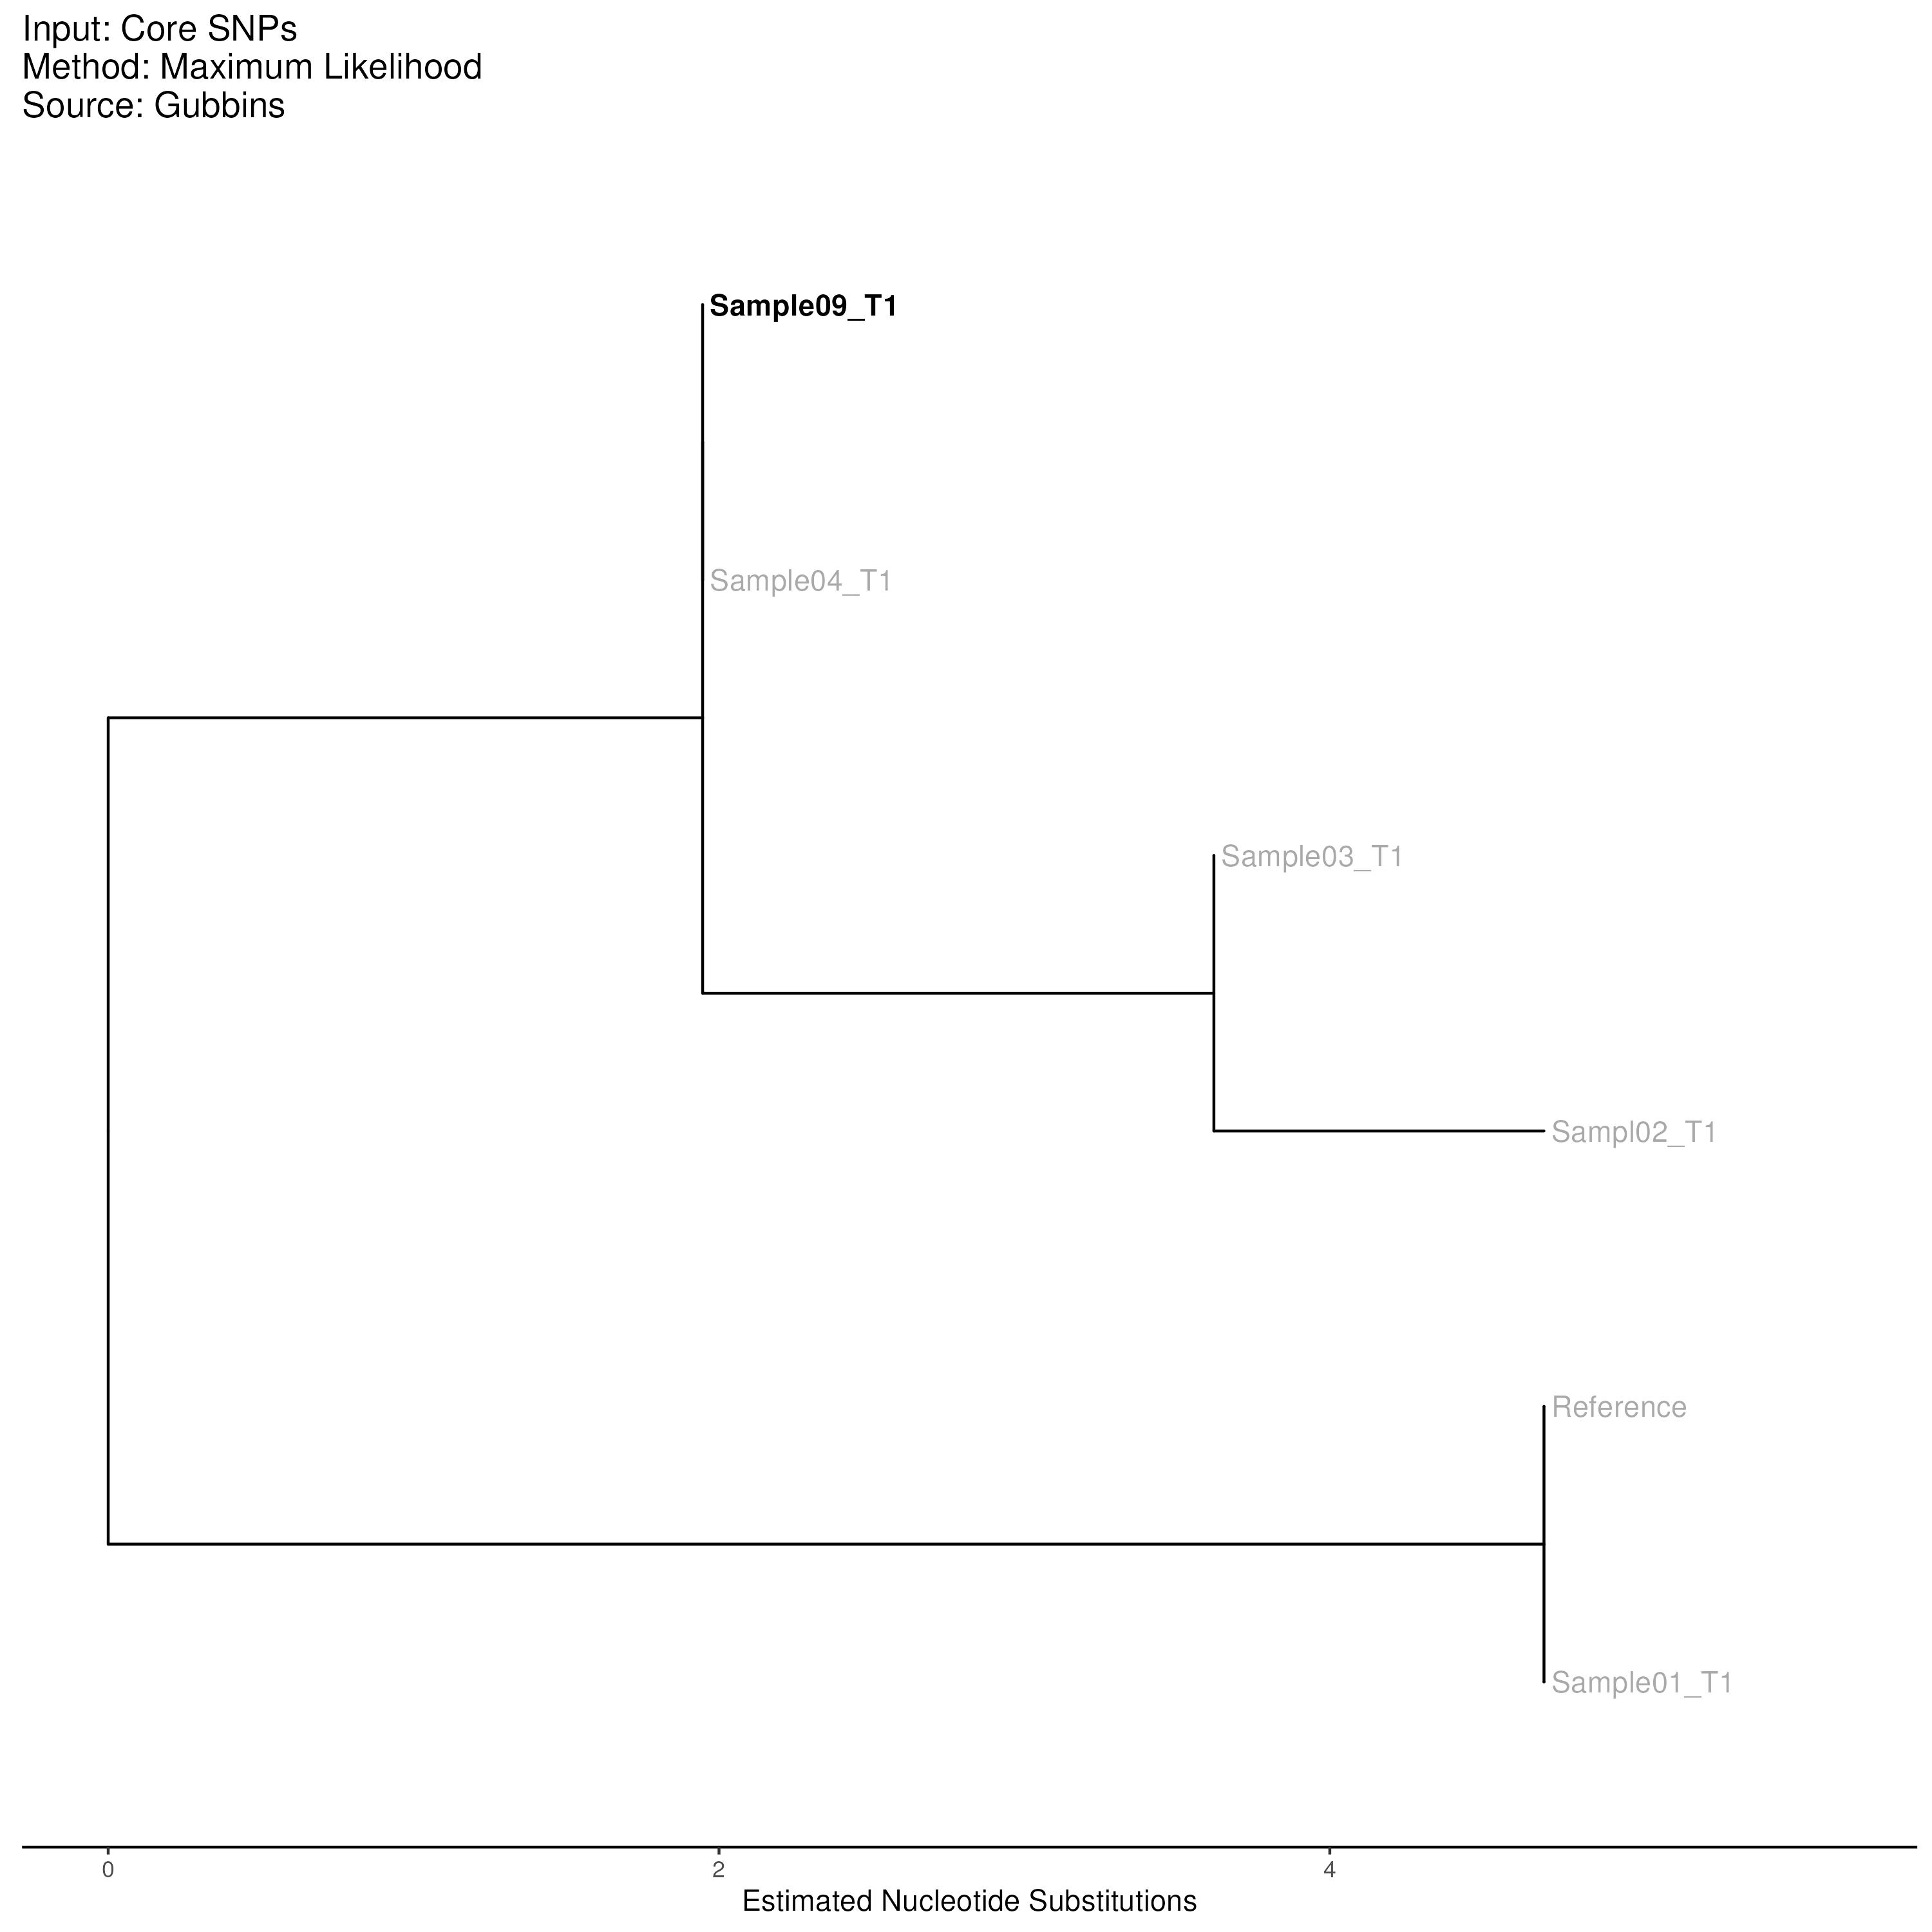 Input: Core SNPs
Method: Maximum Likelihood
Source: Gubbins
Sample09_T1
Sample04_T1
Sample03_T1
Sampl02_T1
Reference
Sample01_T1
0 2 4
Estimated Nucleotide Substitutions